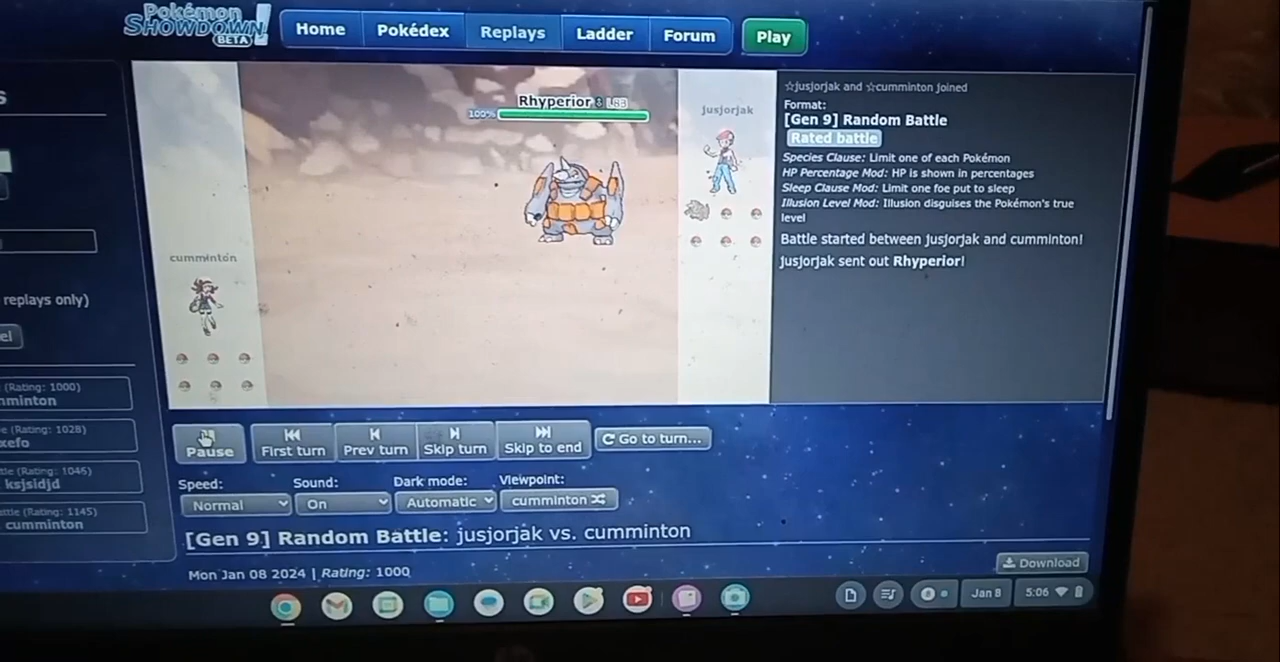 Pokémon
SHOWDOWN!
BETA
Home
Pokédex
Replays
Ladder
Forum
Play
s
replays only)
el
(Rating: 1000)
nminton
(Rating: 1028)
xefo
tle (Rating: 1046)
ksjsidjd
attle (Rating: 1145)
cumminton
cumminton
Rhyperior
100%
jusjorjak
☆jusjorjak and ☆cumminton joined
Format:
[Gen 9] Random Battle
Rated battle
Species Clause: Limit one of each Pokémon
HP Percentage Mod: HP is shown in percentages
Sleep Clause Mod: Limit one foe put to sleep
Illusion Level Mod: Illusion disguises the Pokémon's true
level
Battle started between jusjorjak and cumminton!
jusjorjak sent out Rhyperior!
Pause
First turn
Prev turn
Skip turn
Skip to end
Go to turn...
Speed:
Sound:
Dark mode:
Viewpoint:
Normal
On
Automatic
cumminton
[Gen 9] Random Battle: jusjorjak vs. cumminton
Mon Jan 08 2024 | Rating: 1000
Download
Jan 8
5:06